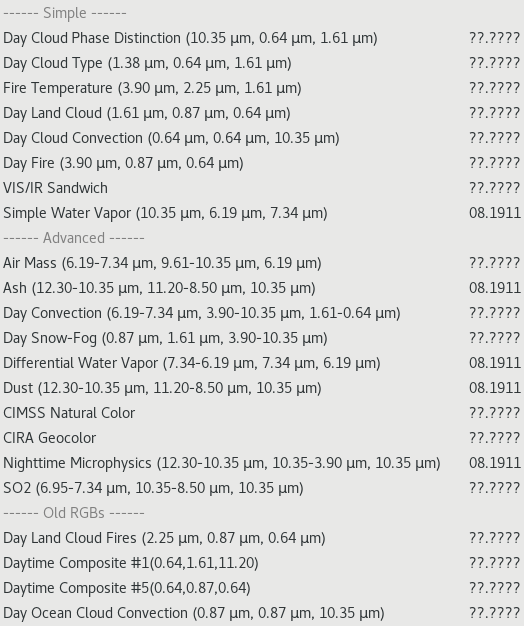 ------ Simple ------
Day Cloud Phase Distinction (10.35 µm, 0.64 µm, 1.61 µm) ??.????
Day Cloud Type (1.38 µm, 0.64 µm, 1.61 µm) ??.????
Fire Temperature (3.90 µm, 2.25 µm, 1.61 µm) ??.????
Day Land Cloud (1.61 µm, 0.87 µm, 0.64 µm) ??.????
Day Cloud Convection (0.64 µm, 0.64 µm, 10.35 µm) ??.????
Day Fire (3.90 µm, 0.87 µm, 0.64 µm) ??.????
VIS/IR Sandwich ??.????
Simple Water Vapor (10.35 µm, 6.19 µm, 7.34 µm) 08.1911
------ Advanced ------
Air Mass (6.19-7.34 µm, 9.61-10.35 µm, 6.19 µm) ??.????
Ash (12.30-10.35 µm, 11.20-8.50 µm, 10.35 µm) 08.1911
Day Convection (6.19-7.34 µm, 3.90-10.35 µm, 1.61-0.64 µm) ??.????
Day Snow-Fog (0.87 µm, 1.61 µm, 3.90-10.35 µm) ??.????
Differential Water Vapor (7.34-6.19 µm, 7.34 µm, 6.19 µm) 08.1911
Dust (12.30-10.35 µm, 11.20-8.50 µm, 10.35 µm) 08.1911
CIMSS Natural Color ??.????
CIRA Geocolor ??.????
Nighttime Microphysics (12.30-10.35 µm, 10.35-3.90 µm, 10.35 µm) 08.1911
SO2 (6.95-7.34 µm, 10.35-8.50 µm, 10.35 µm) ??.????
------ Old RGBs ------
Day Land Cloud Fires (2.25 µm, 0.87 µm, 0.64 µm) ??.????
Daytime Composite #1(0.64,1.61,11.20) ??.????
Daytime Composite #5(0.64,0.87,0.64) ??.????
Day Ocean Cloud Convection (0.87 µm, 0.87 µm, 10.35 µm) ??.????